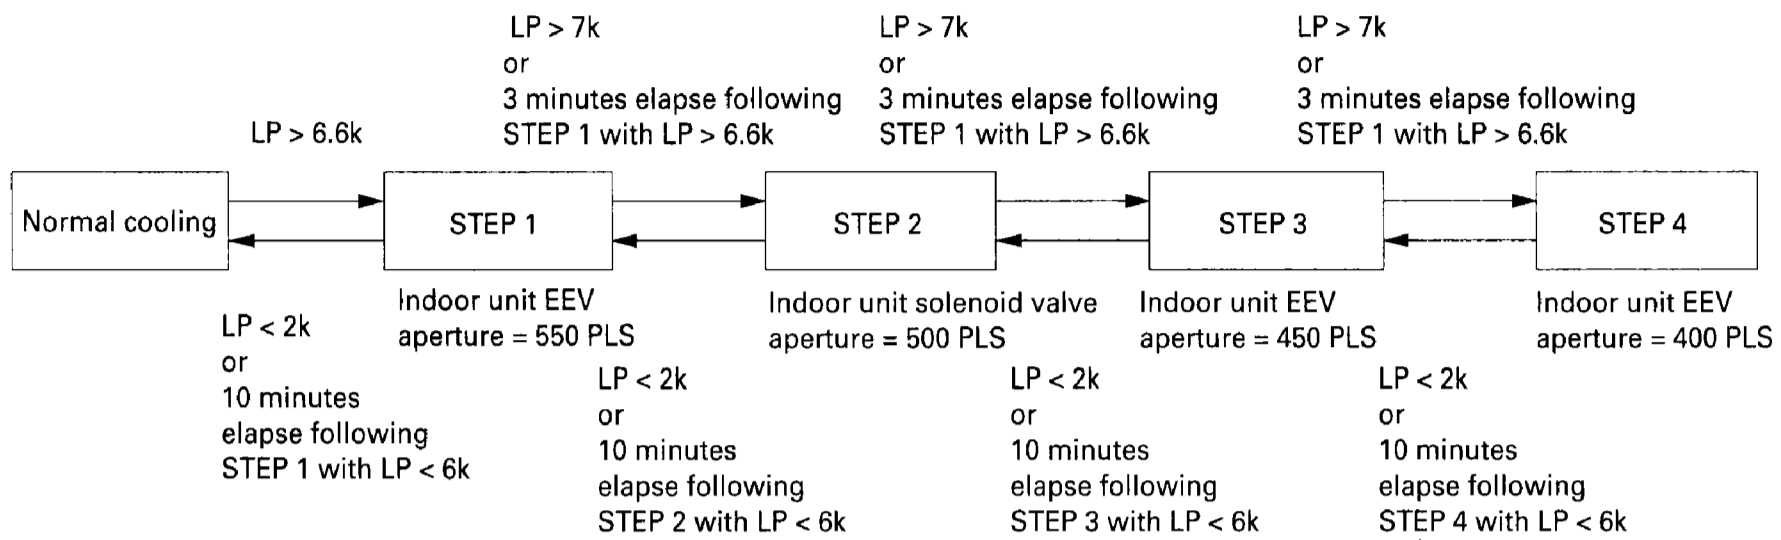 LP > 7k
or
3 minutes elapse following
STEP 1 with LP > 6.6k
LP > 7k
or
3 minutes elapse following
STEP 1 with LP > 6.6k
LP > 7k
or
3 minutes elapse following
STEP 1 with LP > 6.6k
LP > 6.6k
Normal cooling
STEP 1
STEP 2
STEP 3
STEP 4
Indoor unit EEV
aperture = 550 PLS
Indoor unit solenoid valve
aperture = 500 PLS
Indoor unit EEV
aperture = 450 PLS
Indoor unit EEV
aperture = 400 PLS
LP < 2k
or
10 minutes
elapse following
STEP 1 with LP < 6k
LP < 2k
or
10 minutes
elapse following
STEP 2 with LP < 6k
LP < 2k
or
10 minutes
elapse following
STEP 3 with LP < 6k
LP < 2k
or
10 minutes
elapse following
STEP 4 with LP < 6k